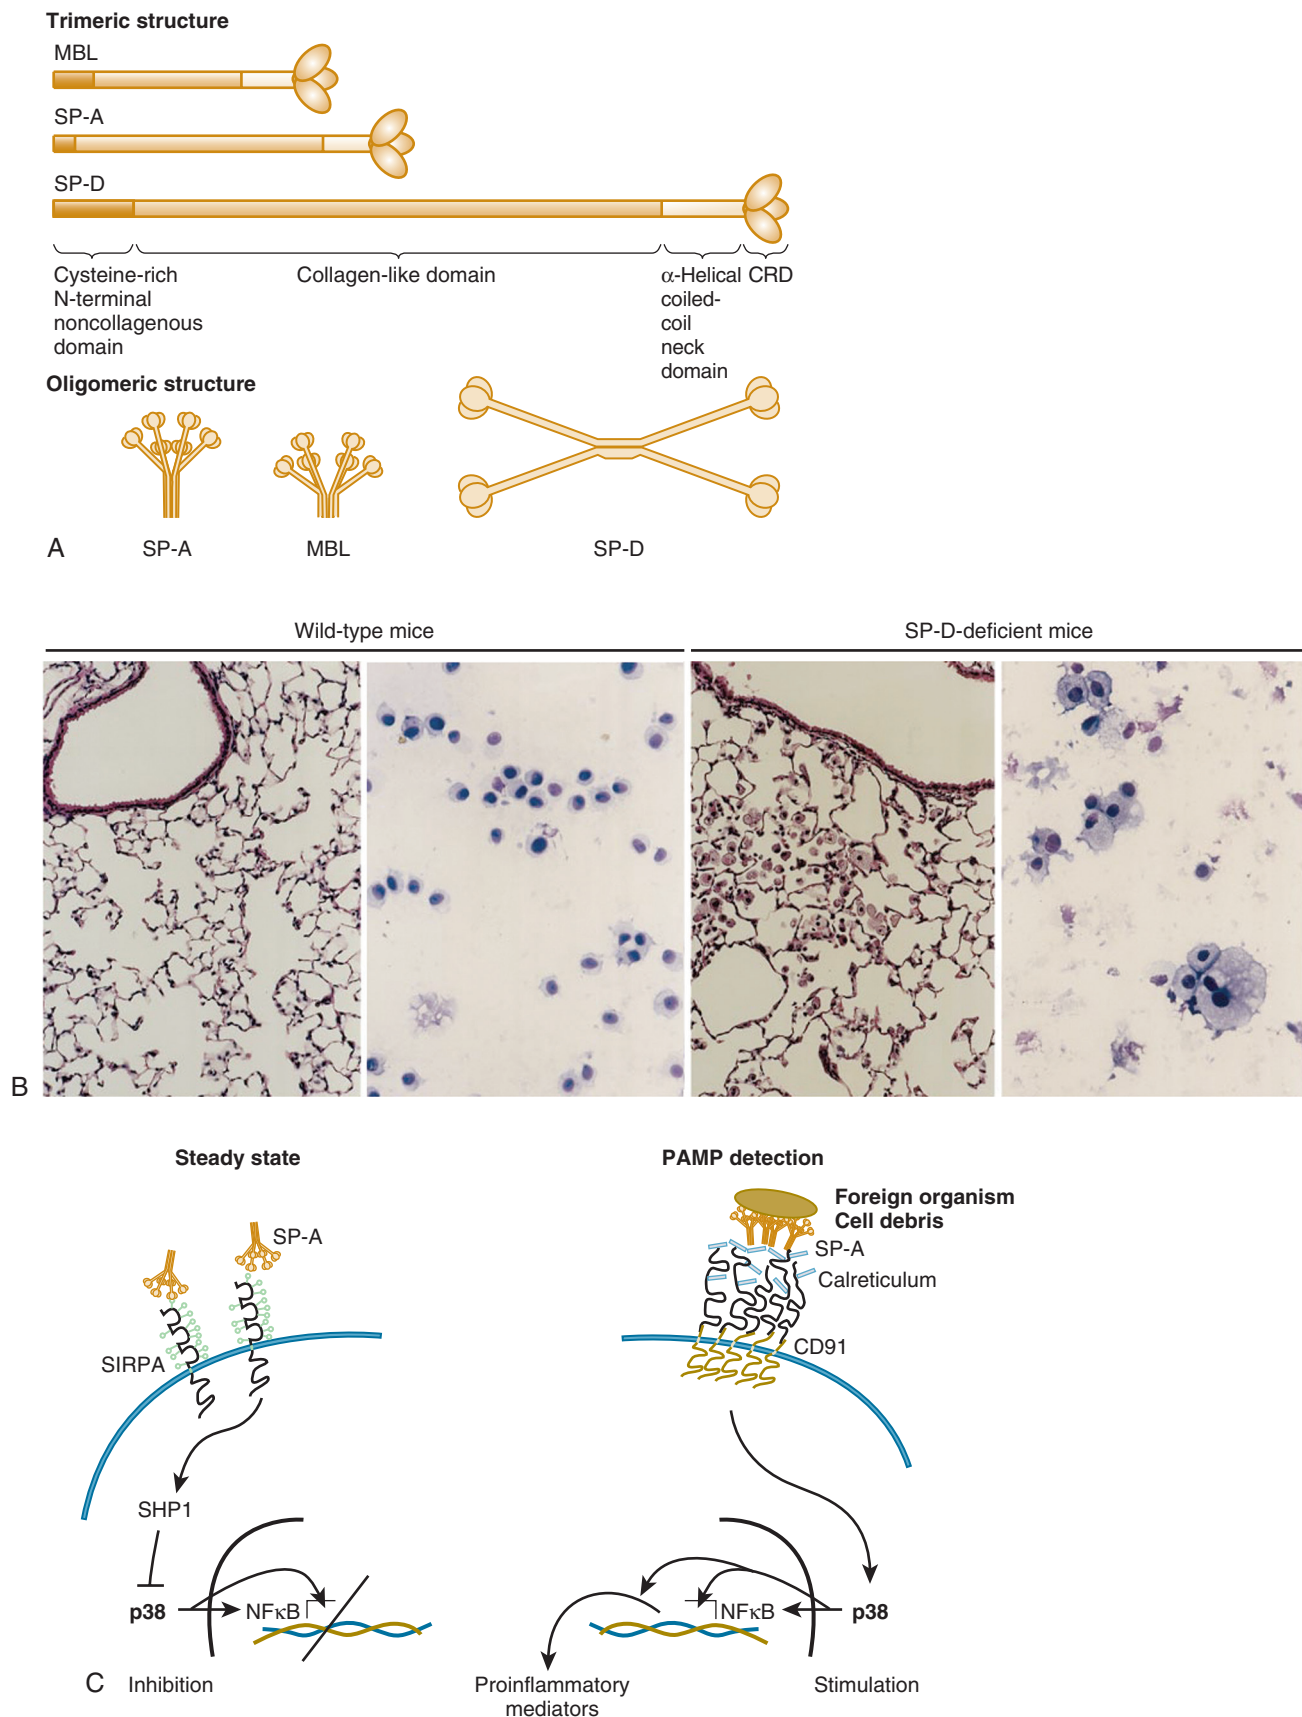 Trimeric structure
MBL
SP-A
SP-D
Cysteine-rich
N-terminal
noncollagenous
domain
Collagen-like domain
α-Helical
coiled-
coil
neck
domain
CRD
Oligomeric structure
A
SP-A
MBL
SP-D
Wild-type mice
SP-D-deficient mice
B
Steady state
SP-A
SIRPA
SHP1
p38
NFκB
C
Inhibition
PAMP detection
Foreign organism
Cell debris
SP-A
Calreticulum
CD91
NFκB
p38
Proinflammatory
mediators
Stimulation